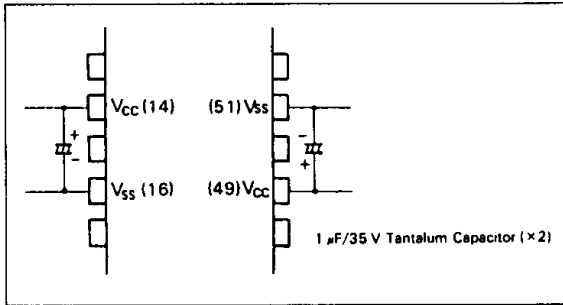 VCC (14) (51) VSS
+ -
- +
VSS (16) (49) VCC
1 μF/35 V Tantalum Capacitor (×2)